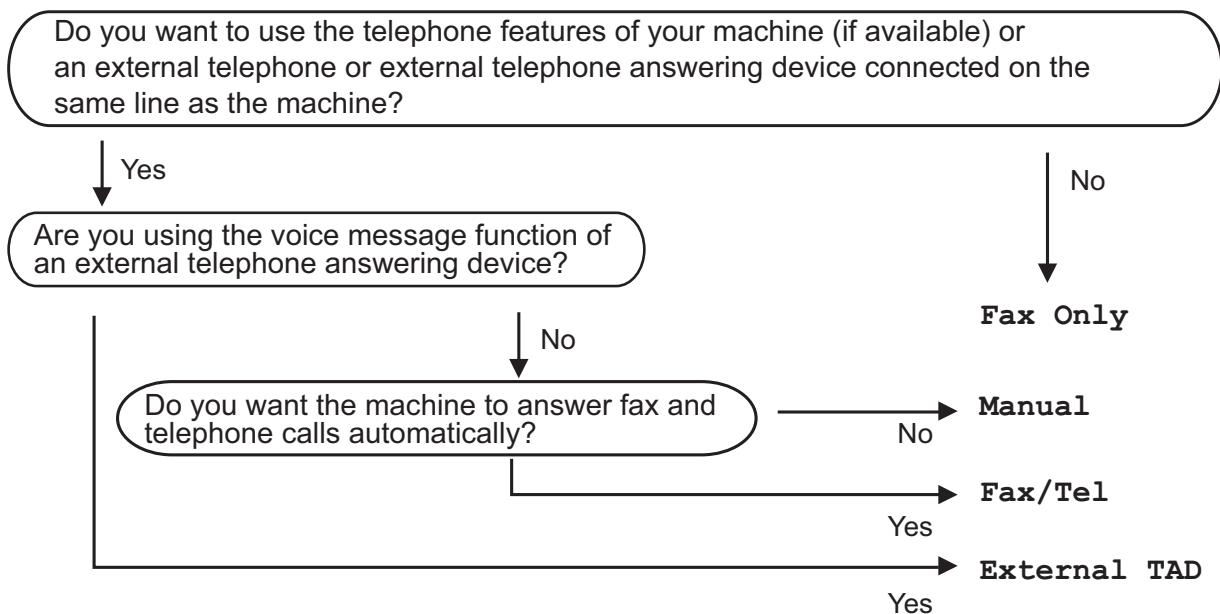 Do you want to use the telephone features of your machine (if available) or
an external telephone or external telephone answering device connected on the
same line as the machine?
Yes
No
Are you using the voice message function of
an external telephone answering device?
Fax Only
No
Do you want the machine to answer fax and
telephone calls automatically?
Manual
No
Fax/Tel
Yes
External TAD
Yes